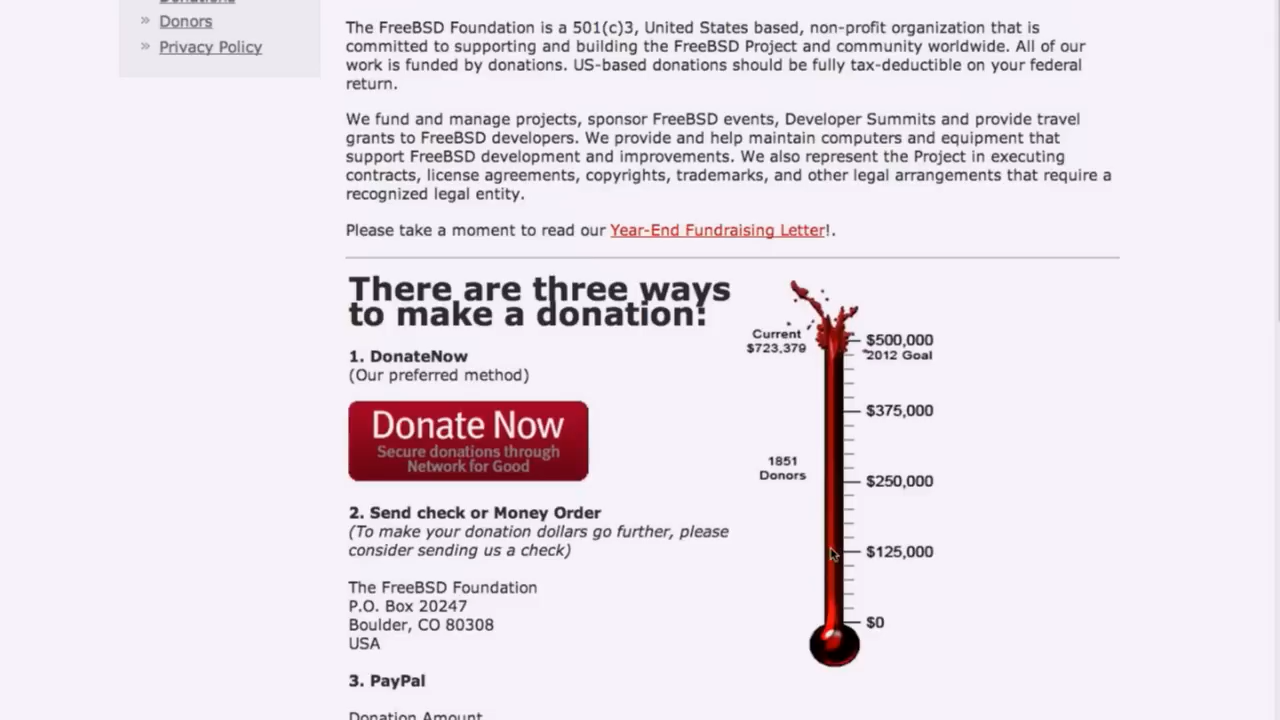 Donations
Donors
Privacy Policy
The FreeBSD Foundation is a 501(c)3, United States based, non-profit organization that is
committed to supporting and building the FreeBSD Project and community worldwide. All of our
work is funded by donations. US-based donations should be fully tax-deductible on your federal
return.
We fund and manage projects, sponsor FreeBSD events, Developer Summits and provide travel
grants to FreeBSD developers. We provide and help maintain computers and equipment that
support FreeBSD development and improvements. We also represent the Project in executing
contracts, license agreements, copyrights, trademarks, and other legal arrangements that require a
recognized legal entity.
Please take a moment to read our Year-End Fundraising Letter!.
There are three ways
to make a donation:
1. DonateNow
(Our preferred method)
Donate Now
Secure donations through
Network for Good
2. Send check or Money Order
(To make your donation dollars go further, please
consider sending us a check)
The FreeBSD Foundation
P.O. Box 20247
Boulder, CO 80308
USA
3. PayPal
Donation Amount
Current
$723,379
1851
Donors
$500,000
*2012 Goal
$375,000
$250,000
$125,000
$0